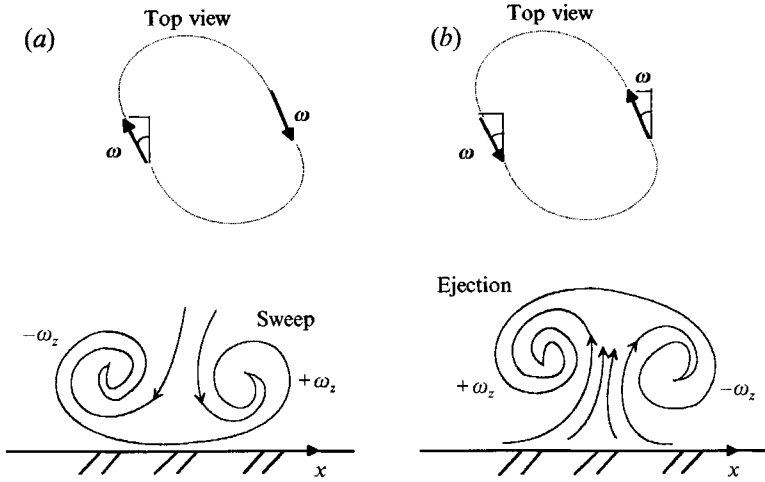 (a)
Top view
ω
ω
−ω_z
Sweep
+ω_z
x
(b)
Top view
ω
ω
Ejection
+ω_z
−ω_z
x